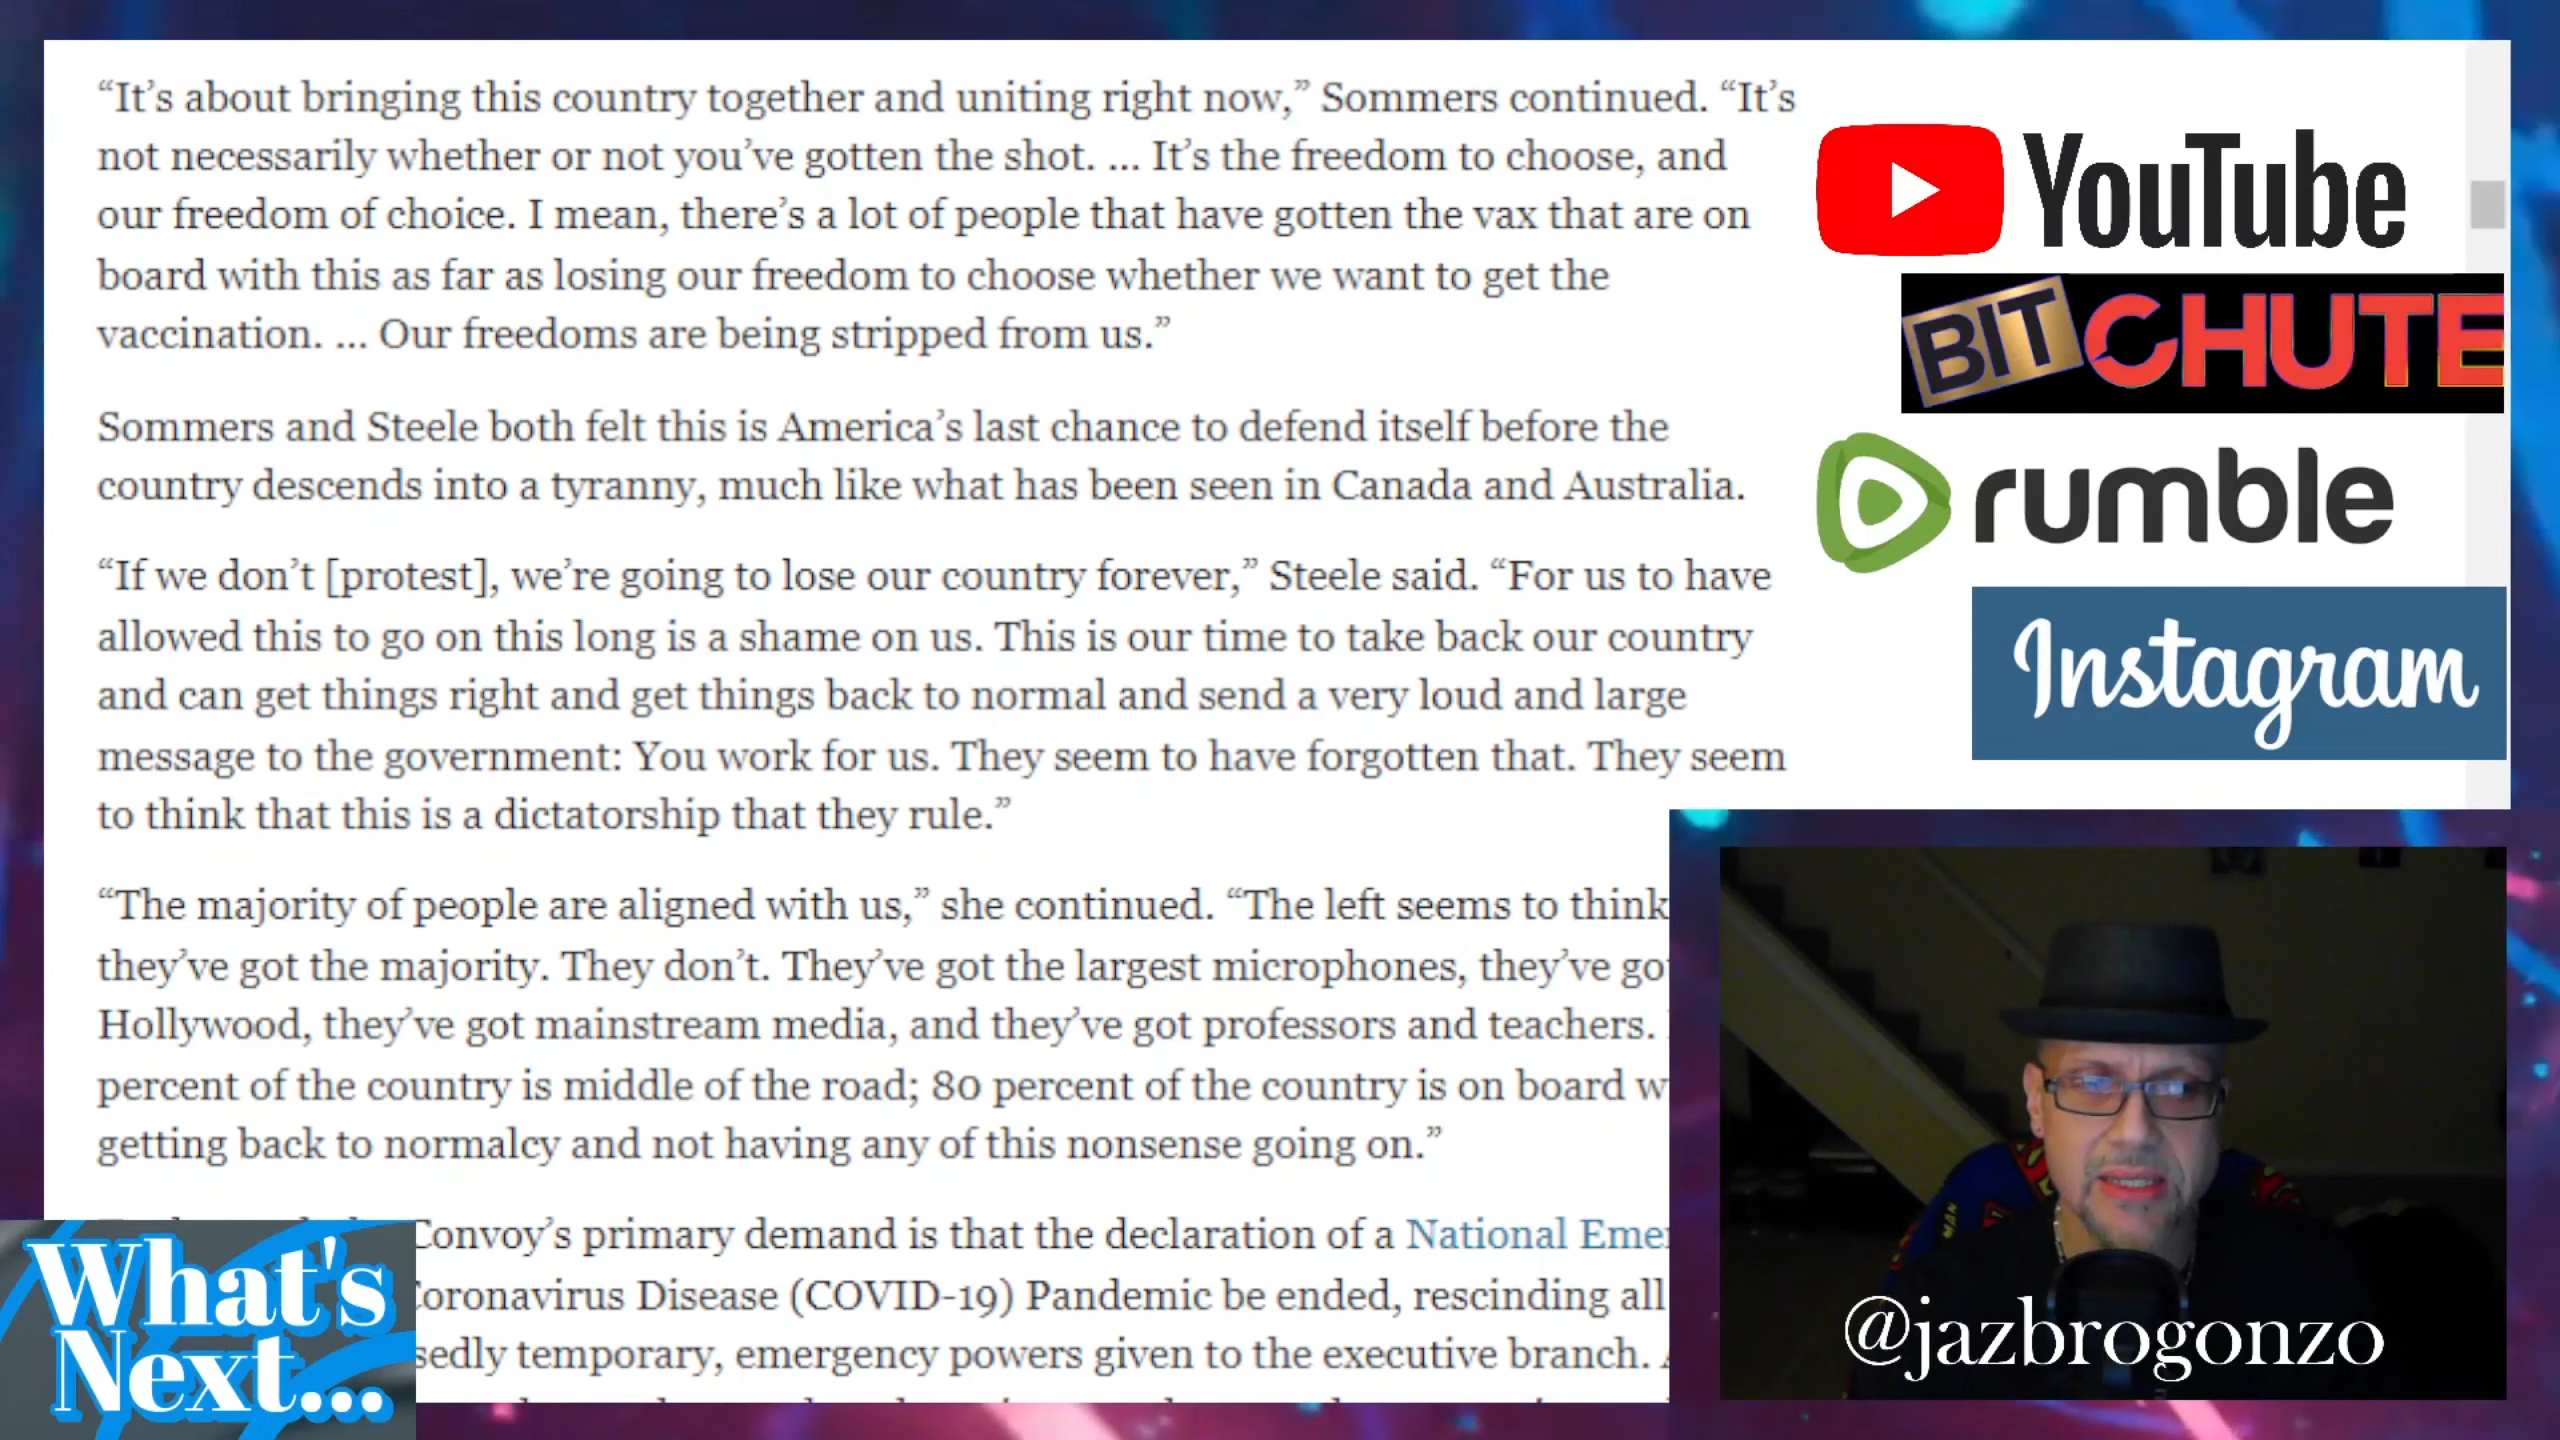 “It’s about bringing this country together and uniting right now,” Sommers continued. “It’s
not necessarily whether or not you’ve gotten the shot. ... It’s the freedom to choose, and
our freedom of choice. I mean, there’s a lot of people that have gotten the vax that are on
board with this as far as losing our freedom to choose whether we want to get the
vaccination. ... Our freedoms are being stripped from us.”
Sommers and Steele both felt this is America’s last chance to defend itself before the
country descends into a tyranny, much like what has been seen in Canada and Australia.
“If we don’t [protest], we’re going to lose our country forever,” Steele said. “For us to have
allowed this to go on this long is a shame on us. This is our time to take back our country
and can get things right and get things back to normal and send a very loud and large
message to the government: You work for us. They seem to have forgotten that. They seem
to think that this is a dictatorship that they rule.”
“The majority of people are aligned with us,” she continued. “The left seems to think
they’ve got the majority. They don’t. They’ve got the largest microphones, they’ve go
Hollywood, they’ve got mainstream media, and they’ve got professors and teachers.
percent of the country is middle of the road; 80 percent of the country is on board w
getting back to normalcy and not having any of this nonsense going on.”
Convoy’s primary demand is that the declaration of a National Eme
oronavirus Disease (COVID-19) Pandemic be ended, rescinding all
sedly temporary, emergency powers given to the executive branch.
YouTube
BITCHUTE
rumble
Instagram
@jazbrogonzo
What's
Next...